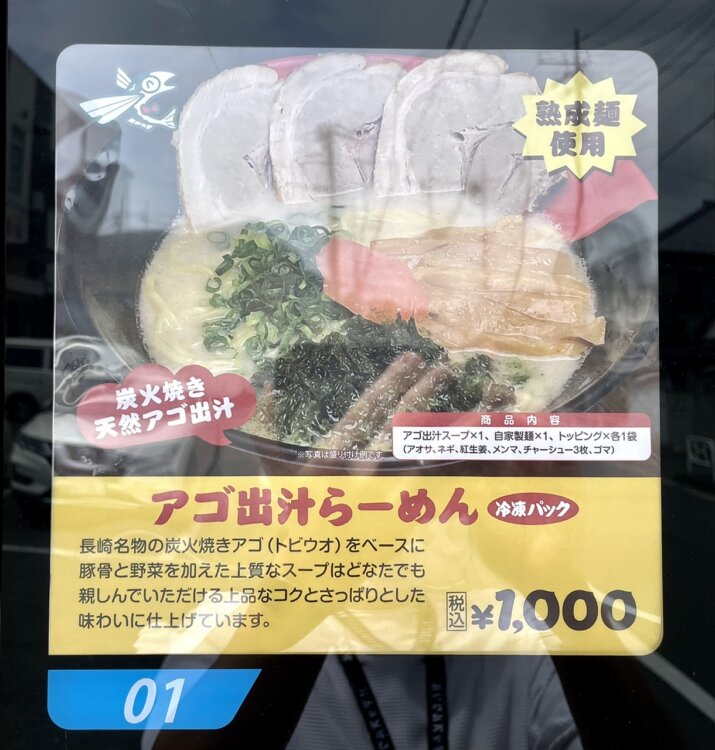 熟成麺
使用
炭火焼き
天然アゴ出汁
商品内容
アゴ出汁スープ×1、自家製麺×1、トッピング×各1袋
(アオサ、ネギ、紅生姜、メンマ、チャーシュー3枚、ゴマ)
※写真は盛り付け例です
アゴ出汁らーめん 冷凍パック
長崎名物の炭火焼きアゴ(トビウオ)をベースに
豚骨と野菜を加えた上質なスープはどなたでも
親しんでいただける上品なコクとさっぱりとした
味わいに仕上げています。
税込 ¥1,000
01